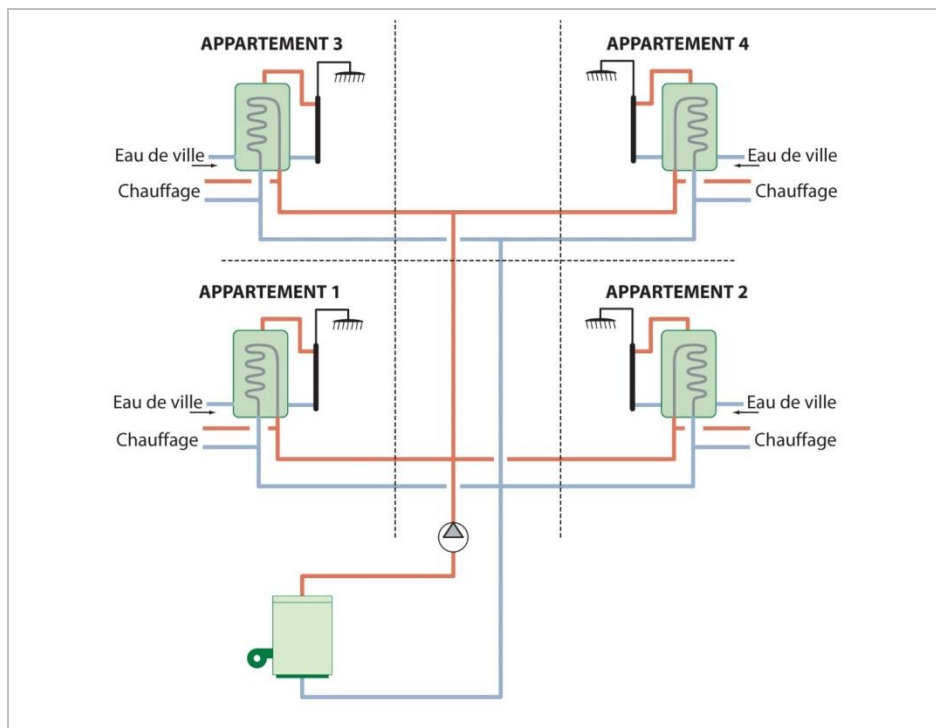 APPARTEMENT 3
APPARTEMENT 4
Eau de ville
Eau de ville
Chauffage
Chauffage
APPARTEMENT 1
APPARTEMENT 2
Eau de ville
Eau de ville
Chauffage
Chauffage